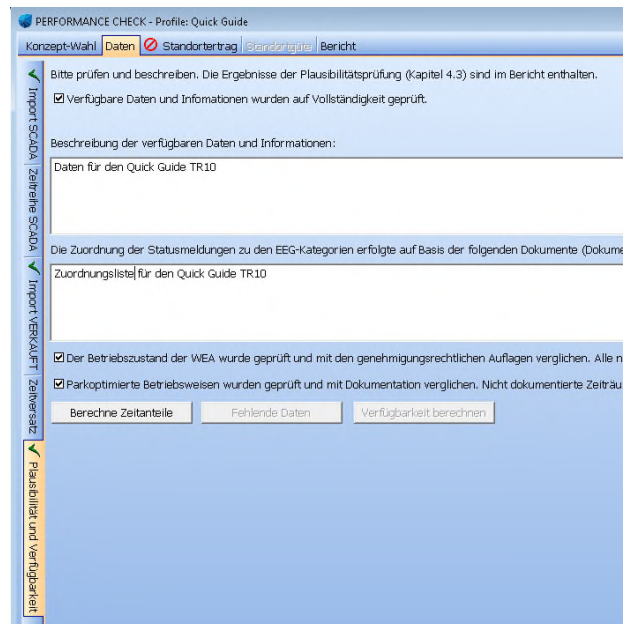 PERFORMANCE CHECK - Profile: Quick Guide
Konzept-Wahl Daten Standortertrag Standortgüte Bericht
Bitte prüfen und beschreiben. Die Ergebnisse der Plausibilitätsprüfung (Kapitel 4.3) sind im Bericht enthalten.
Verfügbare Daten und Infomationen wurden auf Vollständigkeit geprüft.
Beschreibung der verfügbaren Daten und Informationen:
Daten für den Quick Guide TR10
Die Zuordnung der Statusmeldungen zu den EEG-Kategorien erfolgte auf Basis der folgenden Dokumente (Dokume
Zuordnungsliste für den Quick Guide TR10
Der Betriebszustand der WEA wurde geprüft und mit den genehmigungsrechtlichen Auflagen verglichen. Alle n
Parkoptimierte Betriebsweisen wurden geprüft und mit Dokumentation verglichen. Nicht dokumentierte Zeiträu
Berechne Zeitanteile Fehlende Daten Verfügbarkeit berechnen
Import SCADA
Zeitreihe SCADA
Import VERKAUFT
Zeitversatz
Plausibilität und Verfügbarkeit